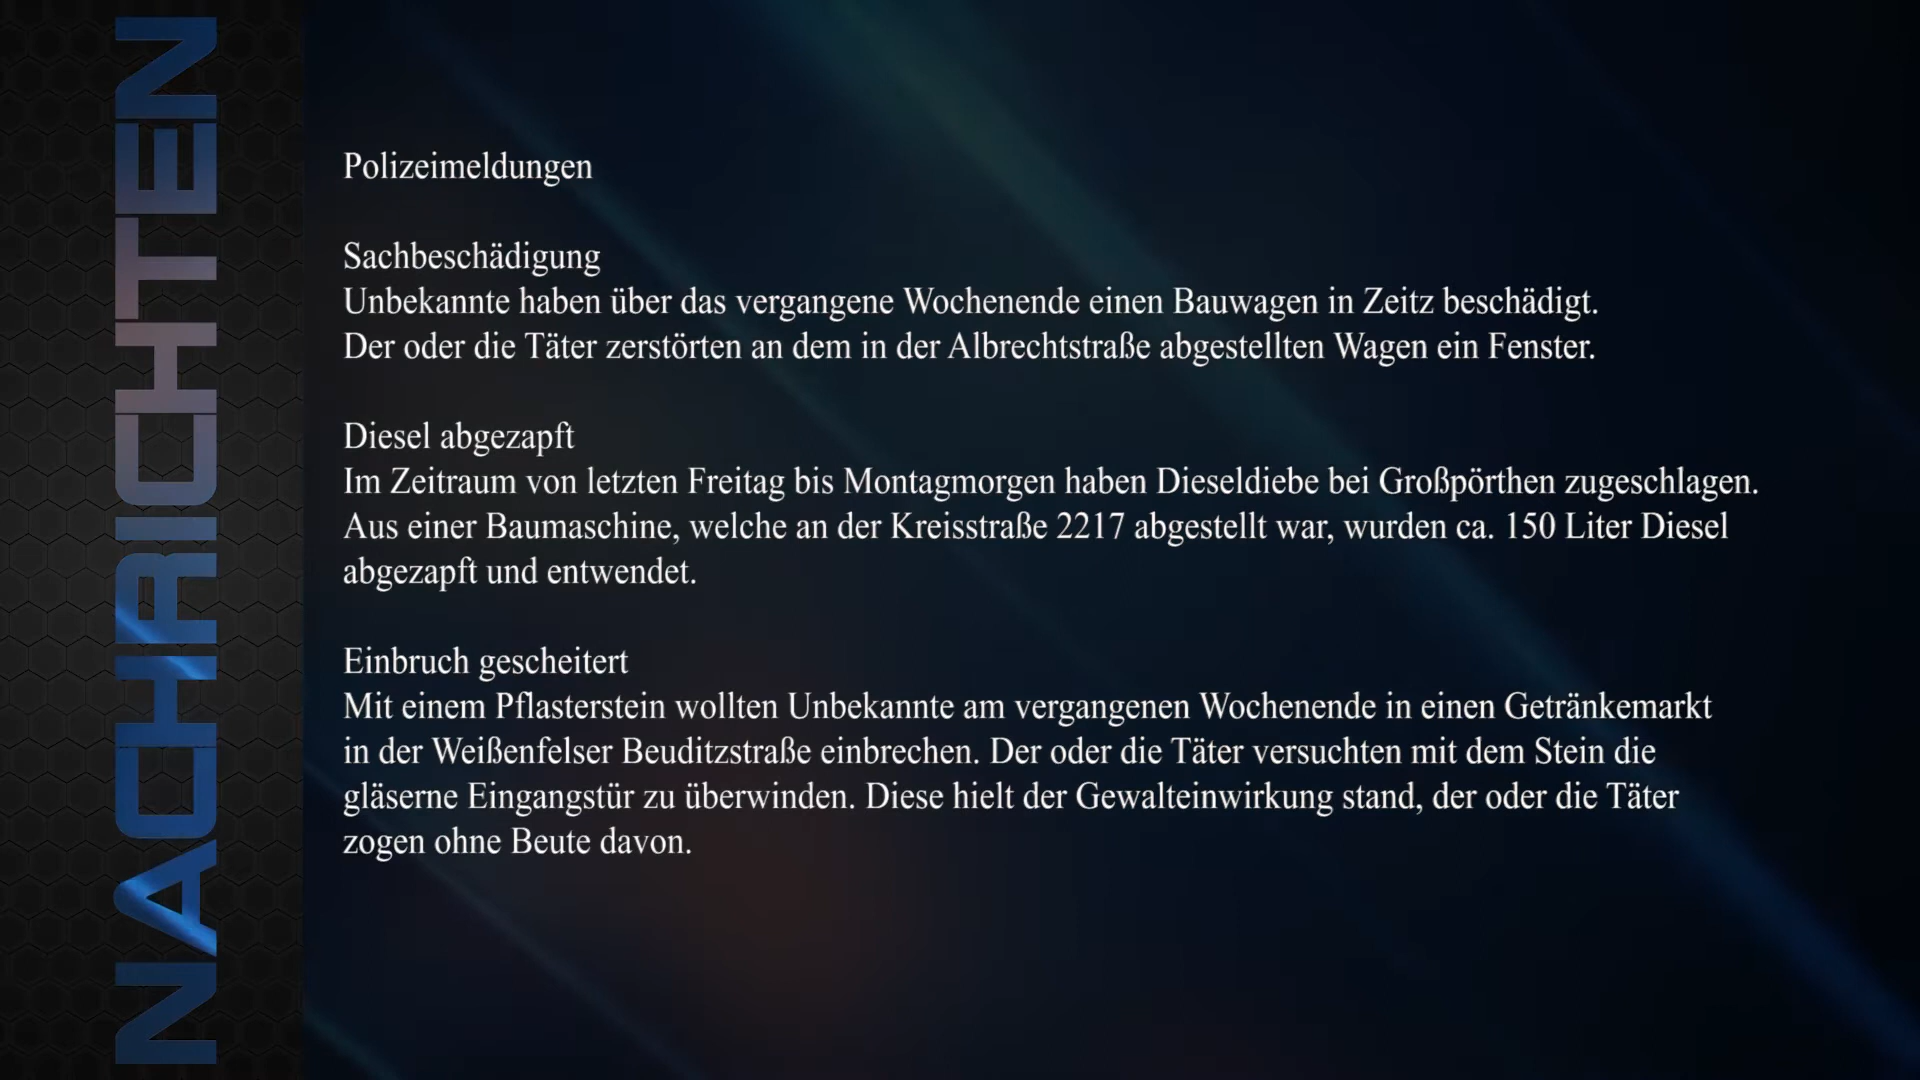 NACHRICHTEN
Polizeimeldungen
Sachbeschädigung
Unbekannte haben über das vergangene Wochenende einen Bauwagen in Zeitz beschädigt.
Der oder die Täter zerstörten an dem in der Albrechtstraße abgestellten Wagen ein Fenster.
Diesel abgezapft
Im Zeitraum von letzten Freitag bis Montagmorgen haben Dieseldiebe bei Großpörthen zugeschlagen.
Aus einer Baumaschine, welche an der Kreisstraße 2217 abgestellt war, wurden ca. 150 Liter Diesel
abgezapft und entwendet.
Einbruch gescheitert
Mit einem Pflasterstein wollten Unbekannte am vergangenen Wochenende in einen Getränkemarkt
in der Weißenfelser Beuditzstraße einbrechen. Der oder die Täter versuchten mit dem Stein die
gläserne Eingangstür zu überwinden. Diese hielt der Gewalteinwirkung stand, der oder die Täter
zogen ohne Beute davon.